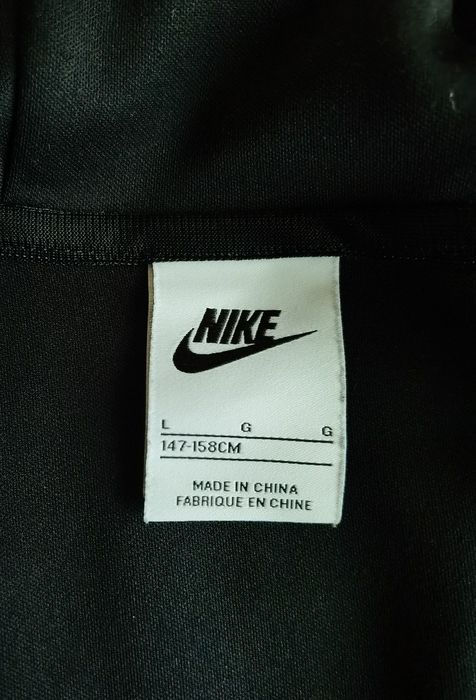 NIKE
L G G
147-158CM
MADE IN CHINA
FABRIQUE EN CHINE